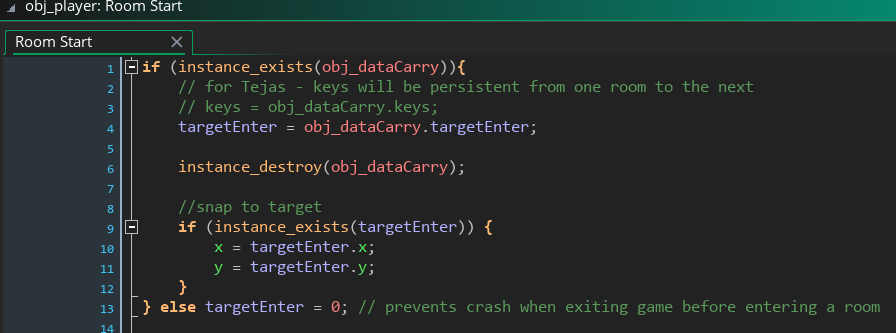 obj_player: Room Start
Room Start
1 if (instance_exists(obj_dataCarry)){
2 // for Tejas - keys will be persistent from one room to the next
3 // keys = obj_dataCarry.keys;
4 targetEnter = obj_dataCarry.targetEnter;
5
6 instance_destroy(obj_dataCarry);
7
8 //snap to target
9 if (instance_exists(targetEnter)) {
10 x = targetEnter.x;
11 y = targetEnter.y;
12 }
13 } else targetEnter = 0; // prevents crash when exiting game before entering a room
14